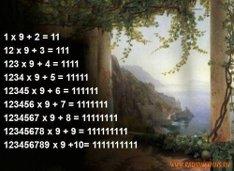 1 x 9 + 2 = 11
12 x 9 + 3 = 111
123 x 9 + 4 = 1111
1234 x 9 + 5 = 11111
12345 x 9 + 6 = 111111
123456 x 9 + 7 = 1111111
1234567 x 9 + 8 = 11111111
12345678 x 9 + 9 = 111111111
123456789 x 9 +10= 1111111111